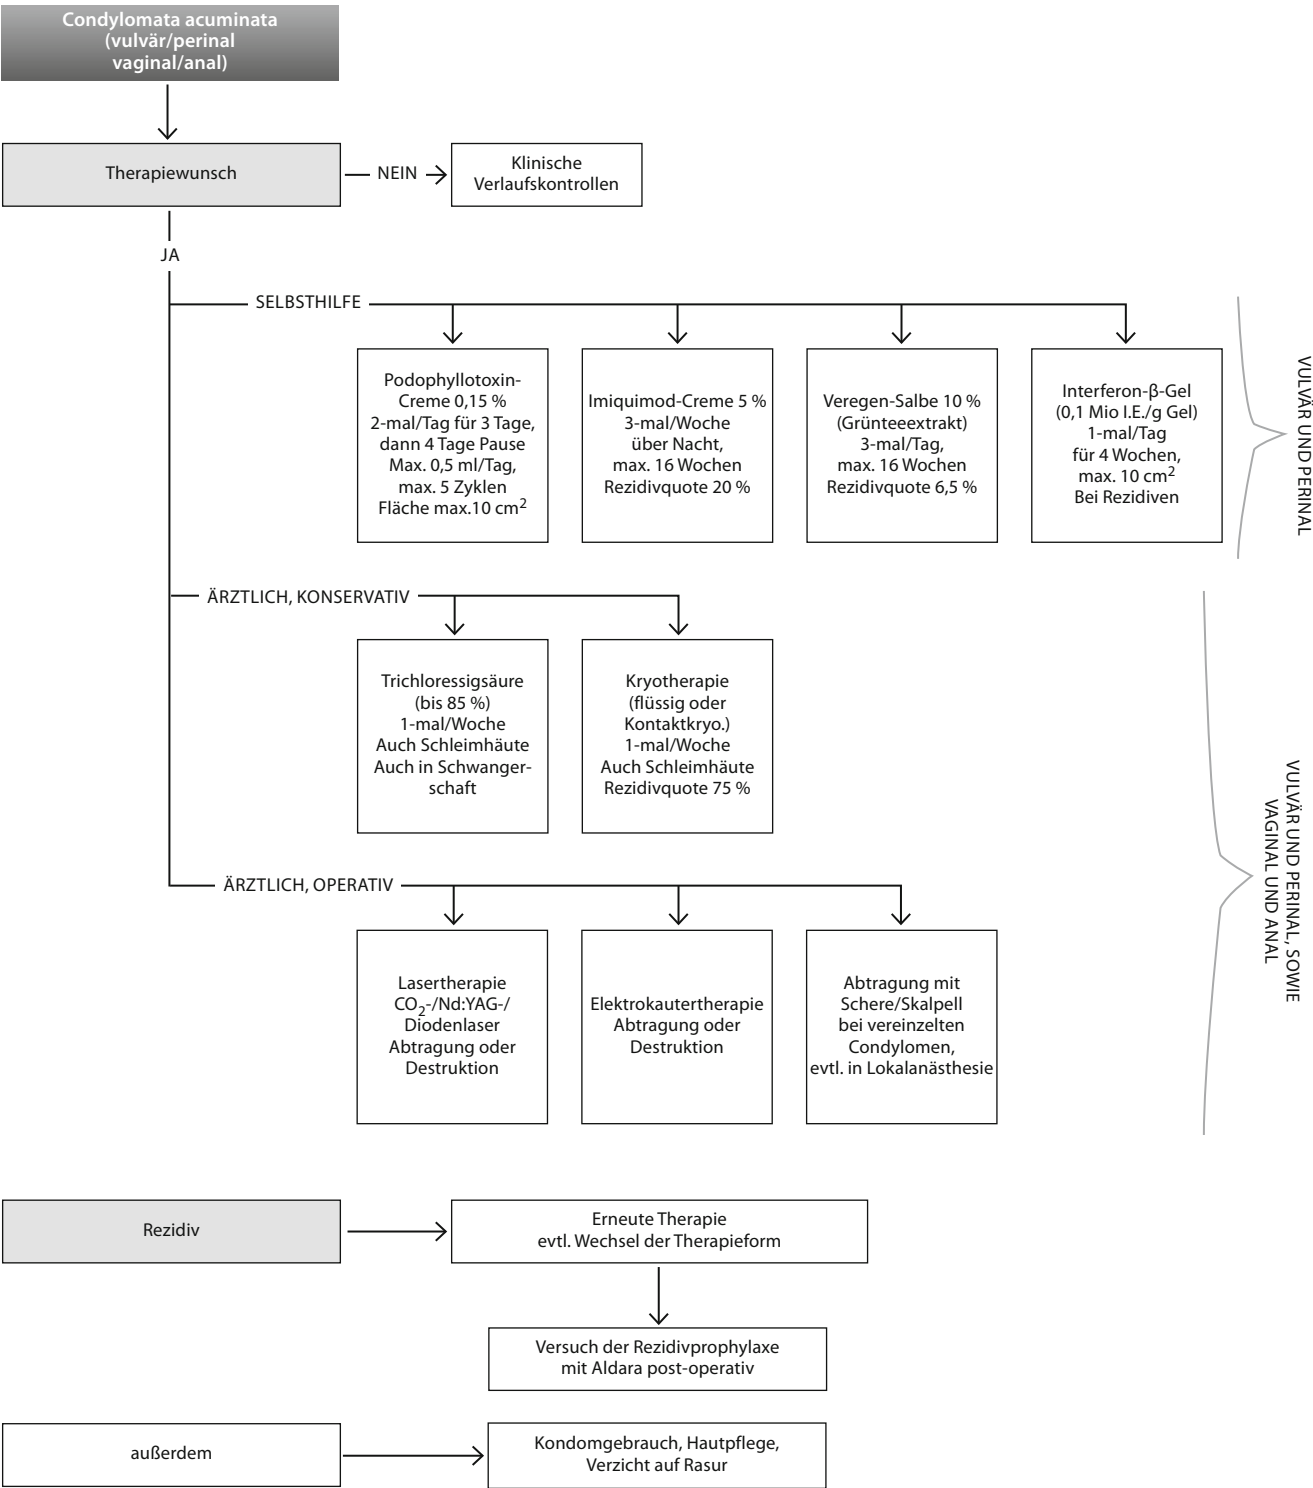 Condylomata acuminata
(vulvär/perinal
vaginal/anal)
Therapiewunsch
NEIN
Klinische
Verlaufskontrollen
JA
SELBSTHILFE
Podophyllotoxin-
Creme 0,15 %
2-mal/Tag für 3 Tage,
dann 4 Tage Pause
Max. 0,5 ml/Tag,
max. 5 Zyklen
Fläche max.10 cm2
Imiquimod-Creme 5 %
3-mal/Woche
über Nacht,
max. 16 Wochen
Rezidivquote 20 %
Veregen-Salbe 10 %
(Grünteeextrakt)
3-mal/Tag,
max. 16 Wochen
Rezidivquote 6,5 %
Interferon-β-Gel
(0,1 Mio I.E./g Gel)
1-mal/Tag
für 4 Wochen,
max. 10 cm2
Bei Rezidiven
VULVÄR UND PERINAL
ÄRZTLICH, KONSERVATIV
Trichloressigsäure
(bis 85 %)
1-mal/Woche
Auch Schleimhäute
Auch in Schwanger-
schaft
Kryotherapie
(flüssig oder
Kontaktkryo.)
1-mal/Woche
Auch Schleimhäute
Rezidivquote 75 %
ÄRZTLICH, OPERATIV
Lasertherapie
CO2-/Nd:YAG-/
Diodenlaser
Abtragung oder
Destruktion
Elektrokautertherapie
Abtragung oder
Destruktion
Abtragung mit
Schere/Skalpell
bei vereinzelten
Condylomen,
evtl. in Lokalanästhesie
VULVÄR UND PERINAL, SOWIE
VAGINAL UND ANAL
Rezidiv
Erneute Therapie
evtl. Wechsel der Therapieform
Versuch der Rezidivprophylaxe
mit Aldara post-operativ
außerdem
Kondomgebrauch, Hautpflege,
Verzicht auf Rasur